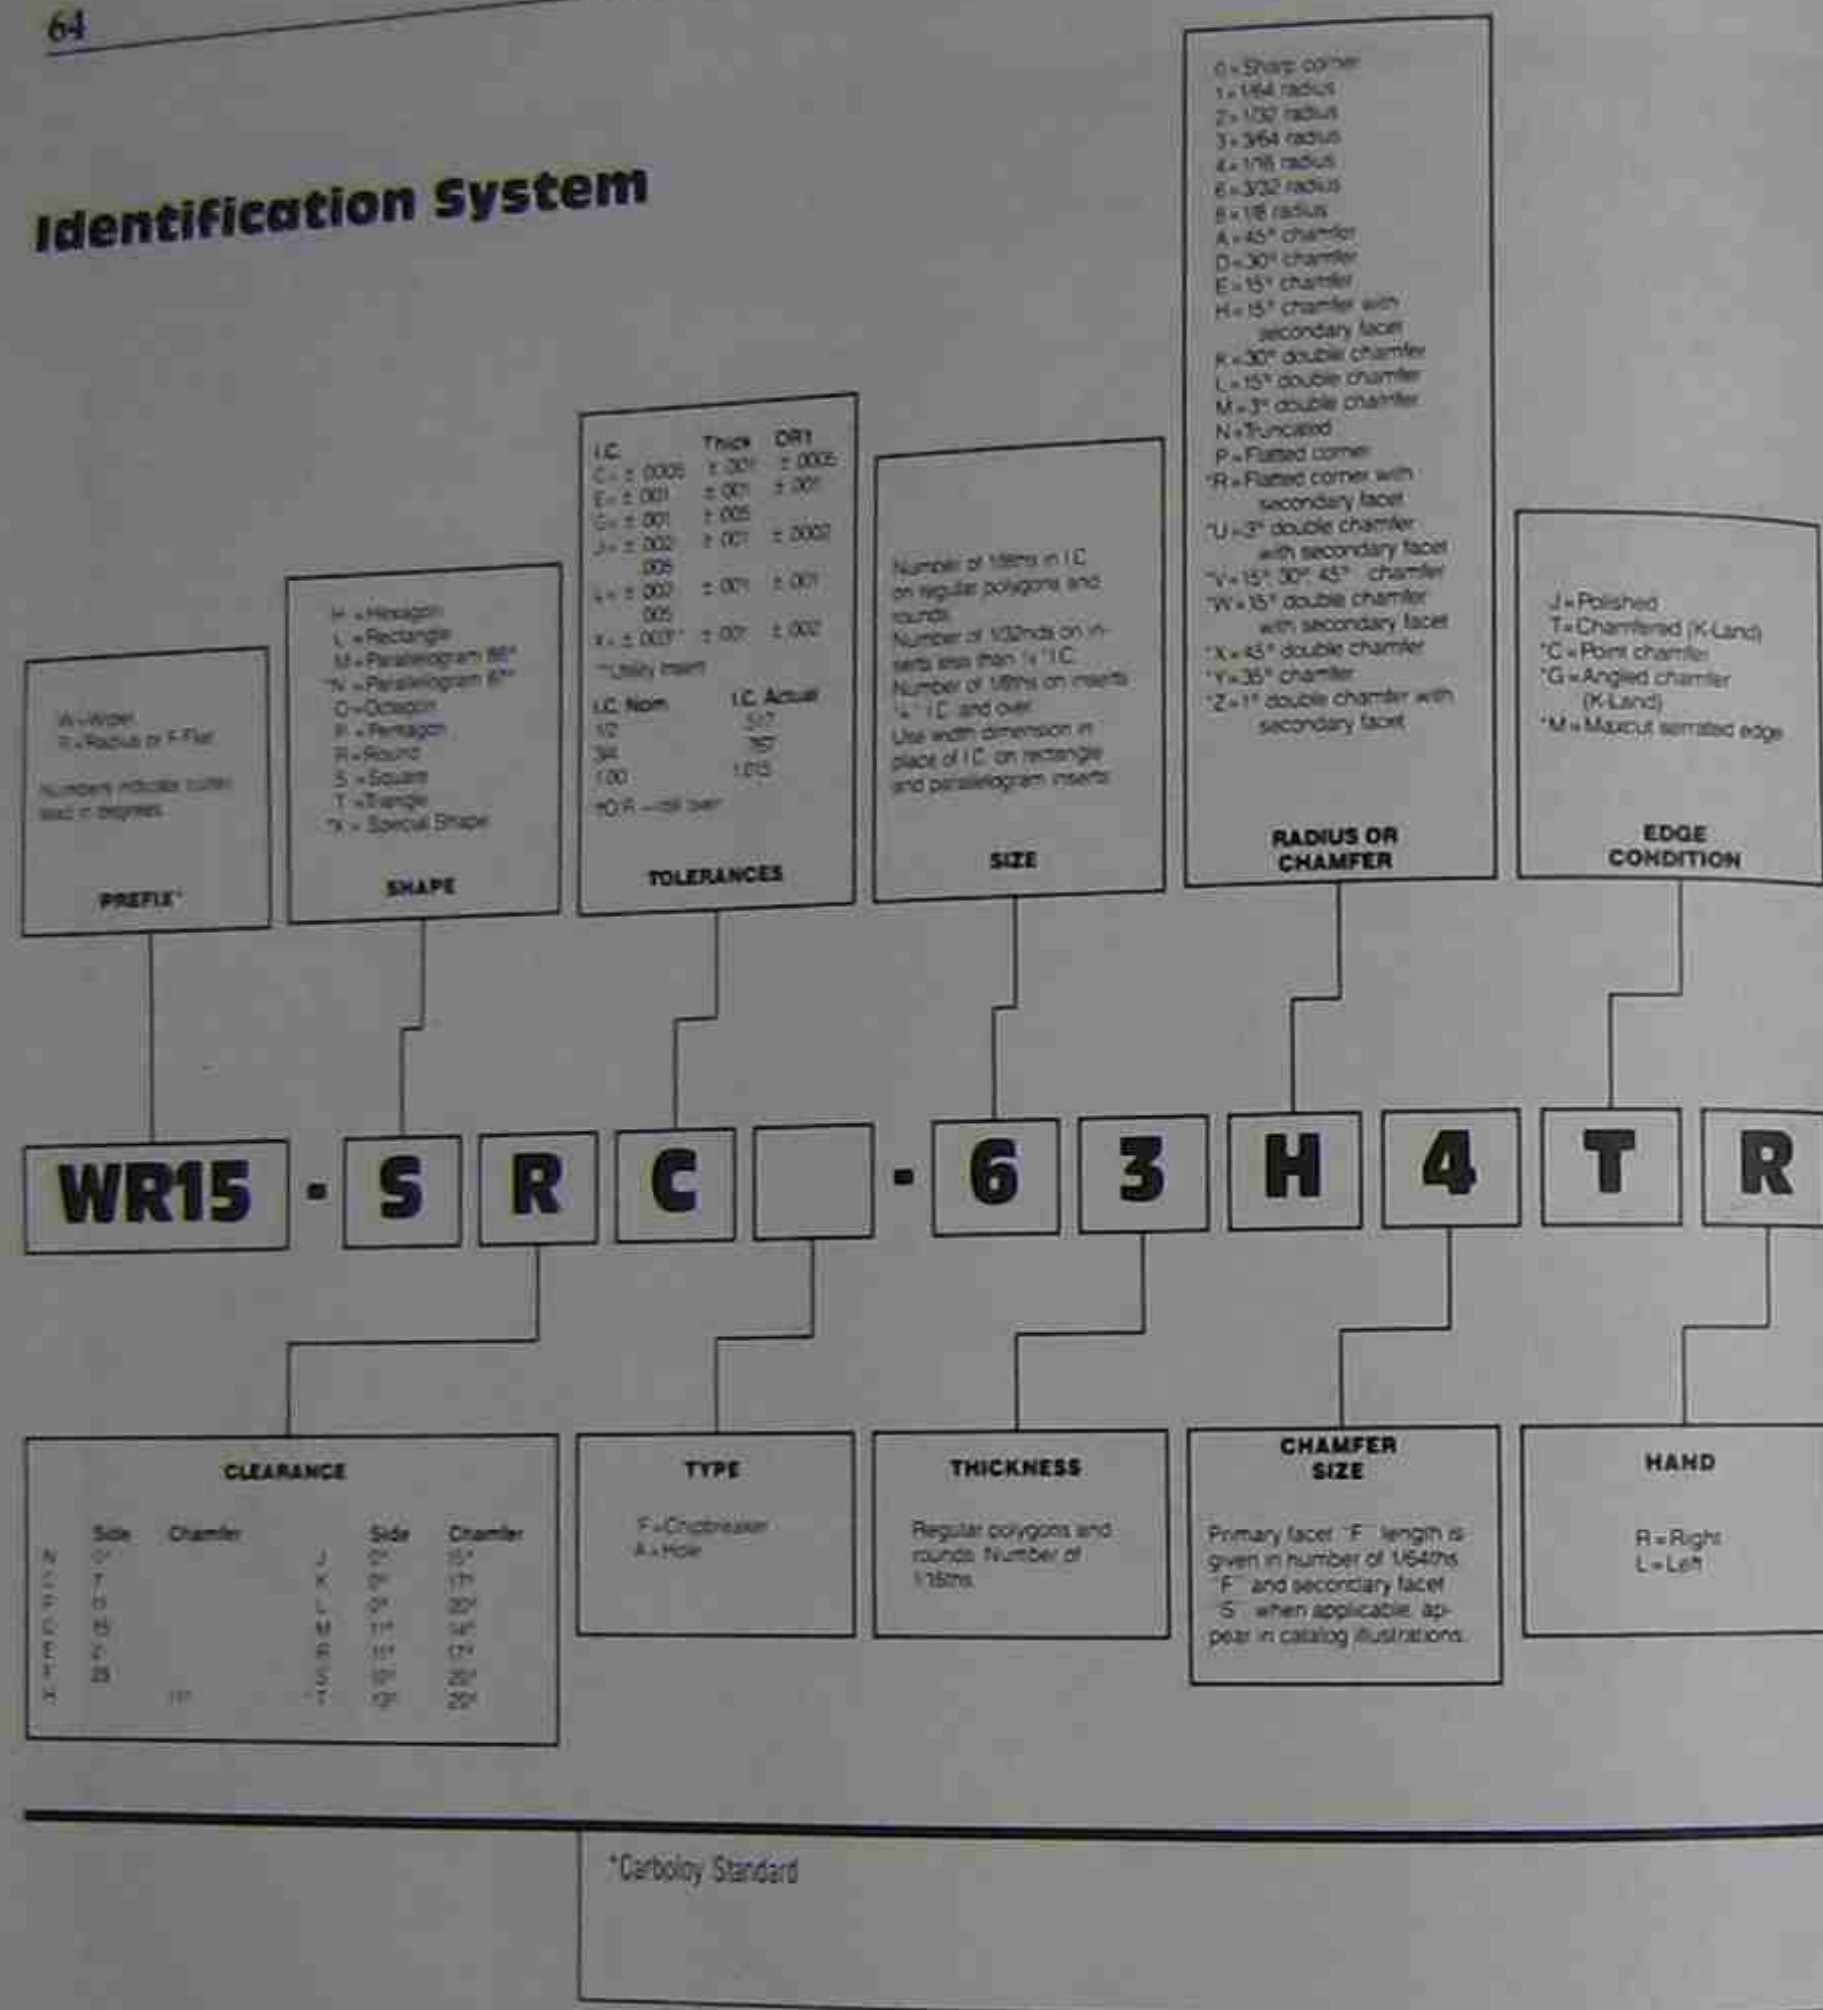 64
Identification System
W=Wiper
R=Radius or F-Flat
Numbers indicate cutter
lead in degrees
PREFIX*
H =Hexagon
L =Rectangle
M=Parallelogram
*N =Parallelogram
O=Octagon
P =Pentagon
R=Round
S =Square
T =Triangle
*X = Special Shape
SHAPE
I.C. Thick
C= ± .0005 ± .001 ± .0005
E= ± .001 ± .001 ± .001
G= ± .001 ± .005
J= ± .002 ± .001 ± .0002
.005
L= ± .002 ± .001 ± .001
.005
± .001 ± .002
**Utility Insert
I.C. Nom I.C. Actual
1/2
3/4
1.00
TOLERANCES
Number of 1/8ths in I.C.
on regular polygons and
rounds.
Number of 1/32nds on in-
serts less than ¼" I.C.
Number of 1/8ths on inserts
¼" I.C. and over.
Use width dimension in
place of I.C. on rectangle
and parallelogram inserts.
SIZE
0=Sharp corner
1=1/64 radius
2=1/32 radius
3=3/64 radius
4=1/16 radius
6=3/32 radius
8=1/8 radius
A=45° chamfer
D=30° chamfer
E=15° chamfer
H=15° chamfer with
secondary facet
K=30° double chamfer
L=15° double chamfer
M=3° double chamfer
N=Truncated
P=Flatted corner
*R=Flatted corner with
secondary facet
*U=3° double chamfer
with secondary facet
*V=15° 30° 45° chamfer
*W=15° double chamfer
with secondary facet
*X=45° double chamfer
*Y=35° chamfer
*Z=1° double chamfer with
secondary facet
RADIUS OR
CHAMFER
J=Polished
T=Chamfered (K-Land)
*C=Point chamfer
*G=Angled chamfer
(K-Land)
*M=Maxcut serrated edge
EDGE
CONDITION
WR15 - S R C - 6 3 H 4 T R
CLEARANCE
Side Chamfer Side Chamfer
TYPE
F=Chipbreaker
A=Hole
THICKNESS
Regular polygons and
rounds. Number of
1/16ths
CHAMFER
SIZE
Primary facet "F" length is
given in number of 1/64ths.
"F" and secondary facet
"S" when applicable, ap-
pear in catalog illustrations.
HAND
R=Right
L=Left
*Carboloy Standard